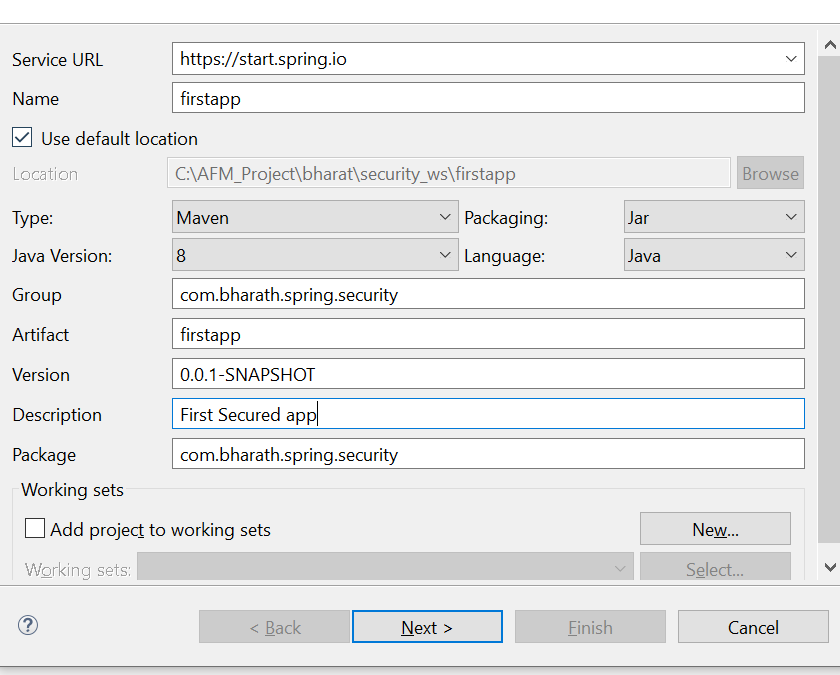 Service URL https://start.spring.io
Name firstapp
Use default location
Location C:\AFM_Project\bharat\security_ws\firstapp Browse
Type: Maven Packaging: Jar
Java Version: 8 Language: Java
Group com.bharath.spring.security
Artifact firstapp
Version 0.0.1-SNAPSHOT
Description First Secured app
Package com.bharath.spring.security
Working sets
Add project to working sets New...
Working sets: Select...
? < Back Next > Finish Cancel